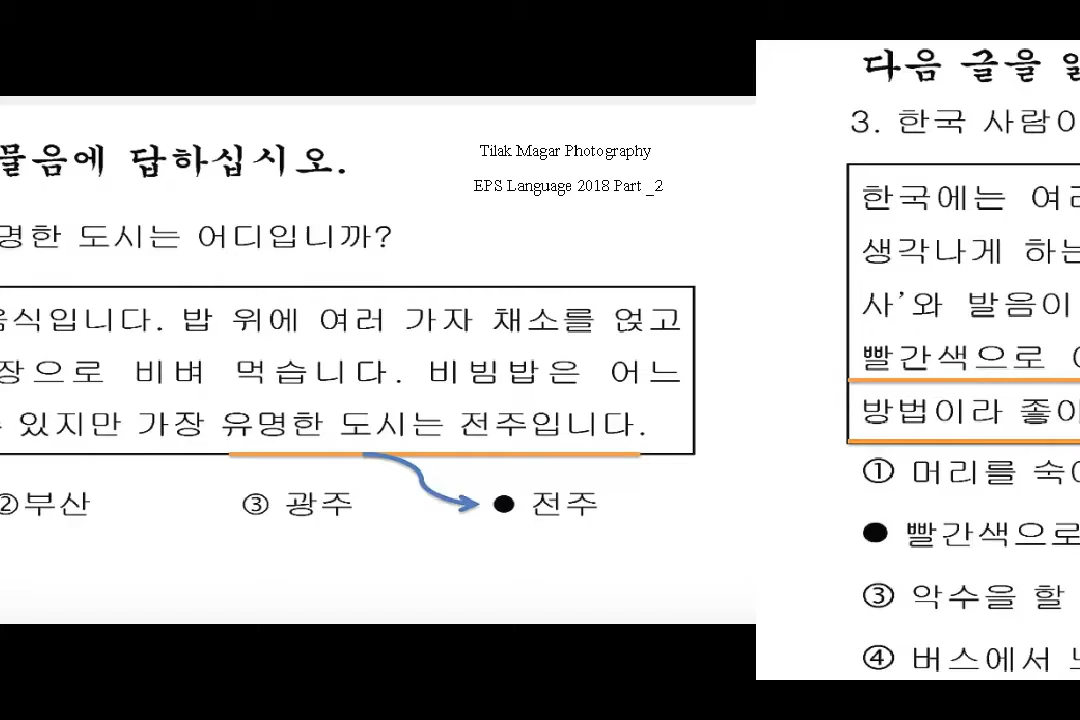 물음에 답하십시오.
Tilak Magar Photography
EPS Language 2018 Part _2
명한 도시는 어디입니까?
음식입니다. 밥 위에 여러 가자 채소를 얹고
장으로 비벼 먹습니다. 비빔밥은 어느
있지만 가장 유명한 도시는 전주입니다.
②부산 ③ 광주 ● 전주
다음 글을
3. 한국 사람이
한국에는 여러
생각나게 하는
사’와 발음이
빨간색으로
방법이라 좋아
① 머리를 숙여
● 빨간색으로
③ 악수을 할
④ 버스에서